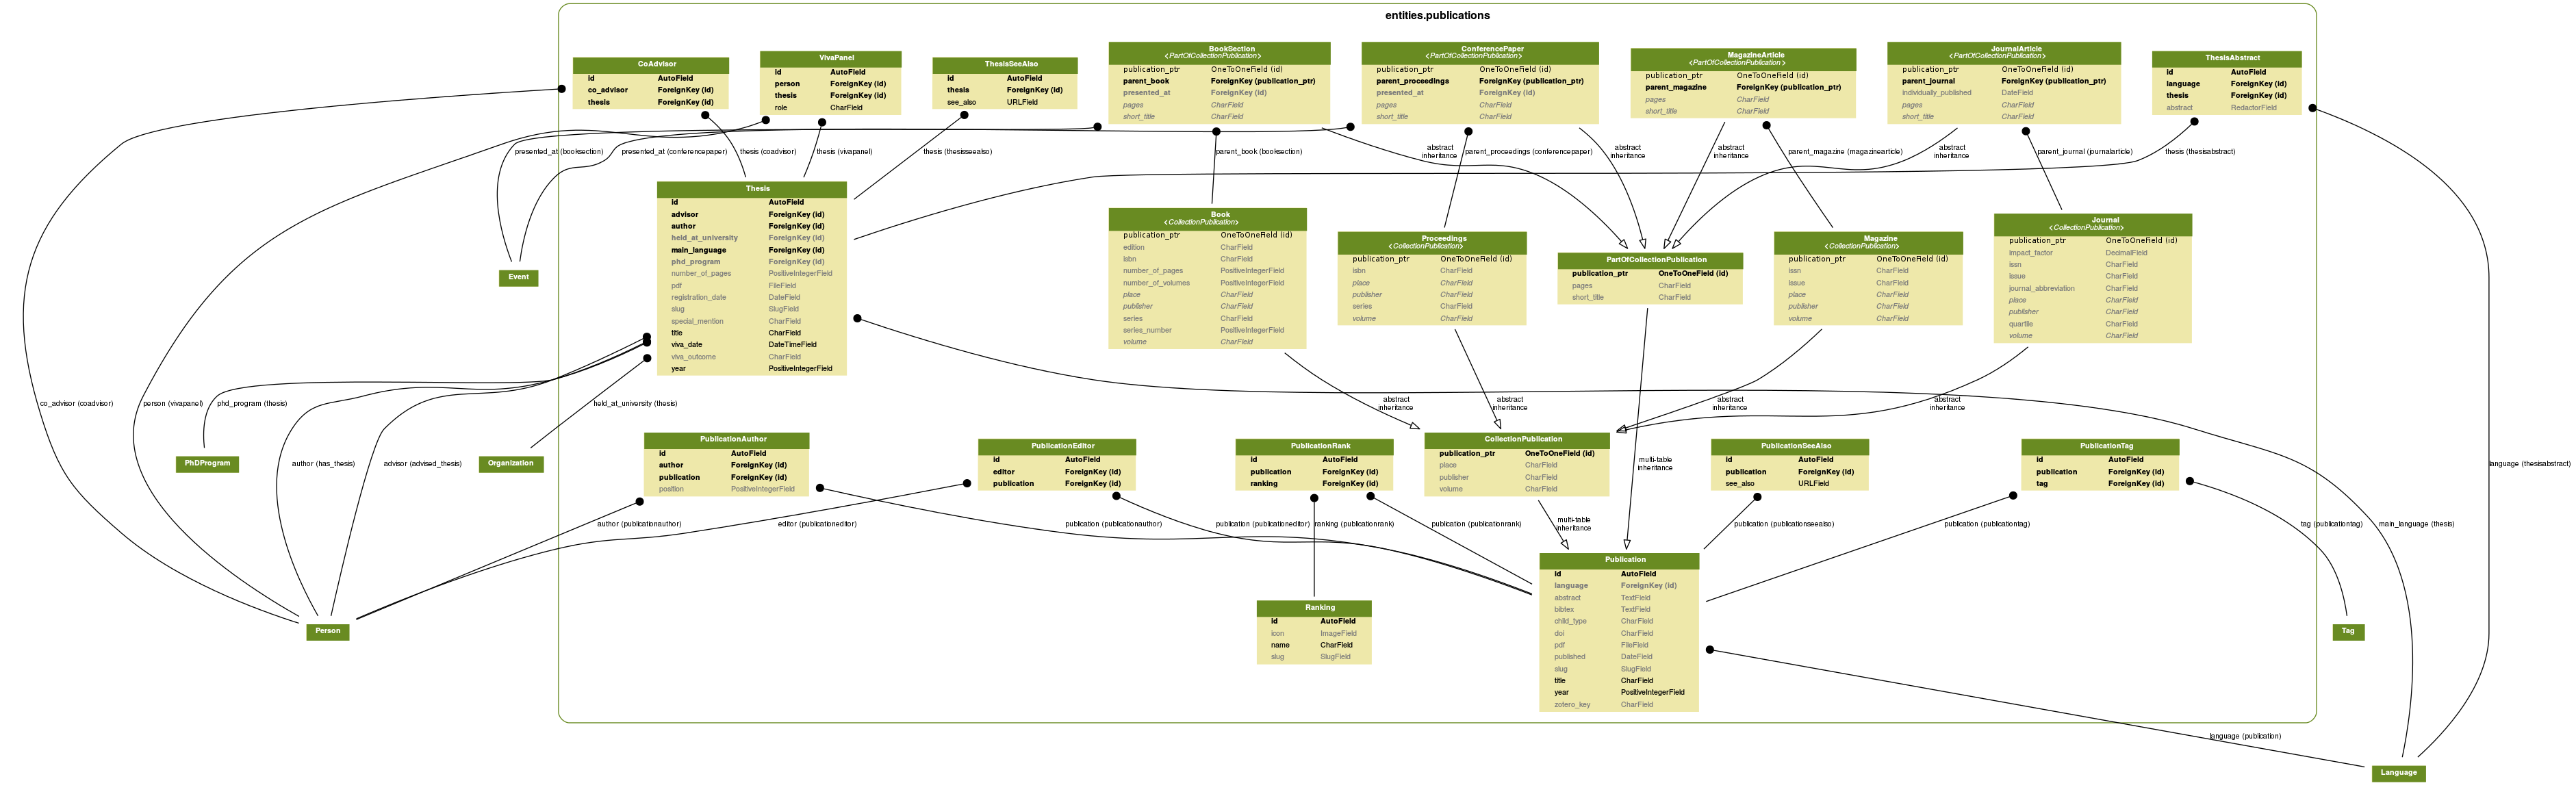 entities.publications
CoAdvisor
id AutoField
co_advisor ForeignKey (id)
thesis ForeignKey (id)
VivaPanel
id AutoField
person ForeignKey (id)
thesis ForeignKey (id)
role CharField
ThesisSeeAlso
id AutoField
thesis ForeignKey (id)
see_also URLField
BookSection
<PartOfCollectionPublication>
publication_ptr OneToOneField (id)
parent_book ForeignKey (publication_ptr)
presented_at ForeignKey (id)
pages CharField
short_title CharField
ConferencePaper
<PartOfCollectionPublication>
publication_ptr OneToOneField (id)
parent_proceedings ForeignKey (publication_ptr)
presented_at ForeignKey (id)
pages CharField
short_title CharField
MagazineArticle
<PartOfCollectionPublication>
publication_ptr OneToOneField (id)
parent_magazine ForeignKey (publication_ptr)
pages CharField
short_title CharField
JournalArticle
<PartOfCollectionPublication>
publication_ptr OneToOneField (id)
parent_journal ForeignKey (publication_ptr)
individually_published DateField
pages CharField
short_title CharField
ThesisAbstract
id AutoField
language ForeignKey (id)
thesis ForeignKey (id)
abstract RedactorField
presented_at (booksection)
presented_at (conferencepaper)
thesis (coadvisor)
thesis (vivapanel)
thesis (thesisseealso)
parent_book (booksection)
abstract
inheritance
parent_proceedings (conferencepaper)
abstract
inheritance
abstract
inheritance
parent_magazine (magazinearticle)
abstract
inheritance
parent_journal (journalarticle)
thesis (thesisabstract)
Thesis
id AutoField
advisor ForeignKey (id)
author ForeignKey (id)
held_at_university ForeignKey (id)
main_language ForeignKey (id)
phd_program ForeignKey (id)
number_of_pages PositiveIntegerField
pdf FileField
registration_date DateField
slug SlugField
special_mention CharField
title CharField
viva_date DateTimeField
viva_outcome CharField
year PositiveIntegerField
Event
Book
<CollectionPublication>
publication_ptr OneToOneField (id)
edition CharField
isbn CharField
number_of_pages PositiveIntegerField
number_of_volumes PositiveIntegerField
place CharField
publisher CharField
series CharField
series_number PositiveIntegerField
volume CharField
Proceedings
<CollectionPublication>
publication_ptr OneToOneField (id)
isbn CharField
place CharField
publisher CharField
series CharField
volume CharField
PartOfCollectionPublication
publication_ptr OneToOneField (id)
pages CharField
short_title CharField
Magazine
<CollectionPublication>
publication_ptr OneToOneField (id)
issn CharField
issue CharField
place CharField
publisher CharField
volume CharField
Journal
<CollectionPublication>
publication_ptr OneToOneField (id)
impact_factor DecimalField
issn CharField
issue CharField
journal_abbreviation CharField
place CharField
publisher CharField
quartile CharField
volume CharField
co_advisor (coadvisor)
person (vivapanel)
phd_program (thesis)
held_at_university (thesis)
abstract
inheritance
abstract
inheritance
abstract
inheritance
abstract
inheritance
PhDProgram
author (has_thesis)
advisor (advised_thesis)
Organization
PublicationAuthor
id AutoField
author ForeignKey (id)
publication ForeignKey (id)
position PositiveIntegerField
PublicationEditor
id AutoField
editor ForeignKey (id)
publication ForeignKey (id)
PublicationRank
id AutoField
publication ForeignKey (id)
ranking ForeignKey (id)
CollectionPublication
publication_ptr OneToOneField (id)
place CharField
publisher CharField
volume CharField
multi-table
inheritance
PublicationSeeAlso
id AutoField
publication ForeignKey (id)
see_also URLField
PublicationTag
id AutoField
publication ForeignKey (id)
tag ForeignKey (id)
language (thesisabstract)
author (publicationauthor)
editor (publicationeditor)
publication (publicationauthor)
publication (publicationeditor)
ranking (publicationrank)
publication (publicationrank)
multi-table
inheritance
publication (publicationseealso)
publication (publicationtag)
tag (publicationtag)
main_language (thesis)
Person
Ranking
id AutoField
icon ImageField
name CharField
slug SlugField
Publication
id AutoField
language ForeignKey (id)
abstract TextField
bibtex TextField
child_type CharField
doi CharField
pdf FileField
published DateField
slug SlugField
title CharField
year PositiveIntegerField
zotero_key CharField
Tag
language (publication)
Language